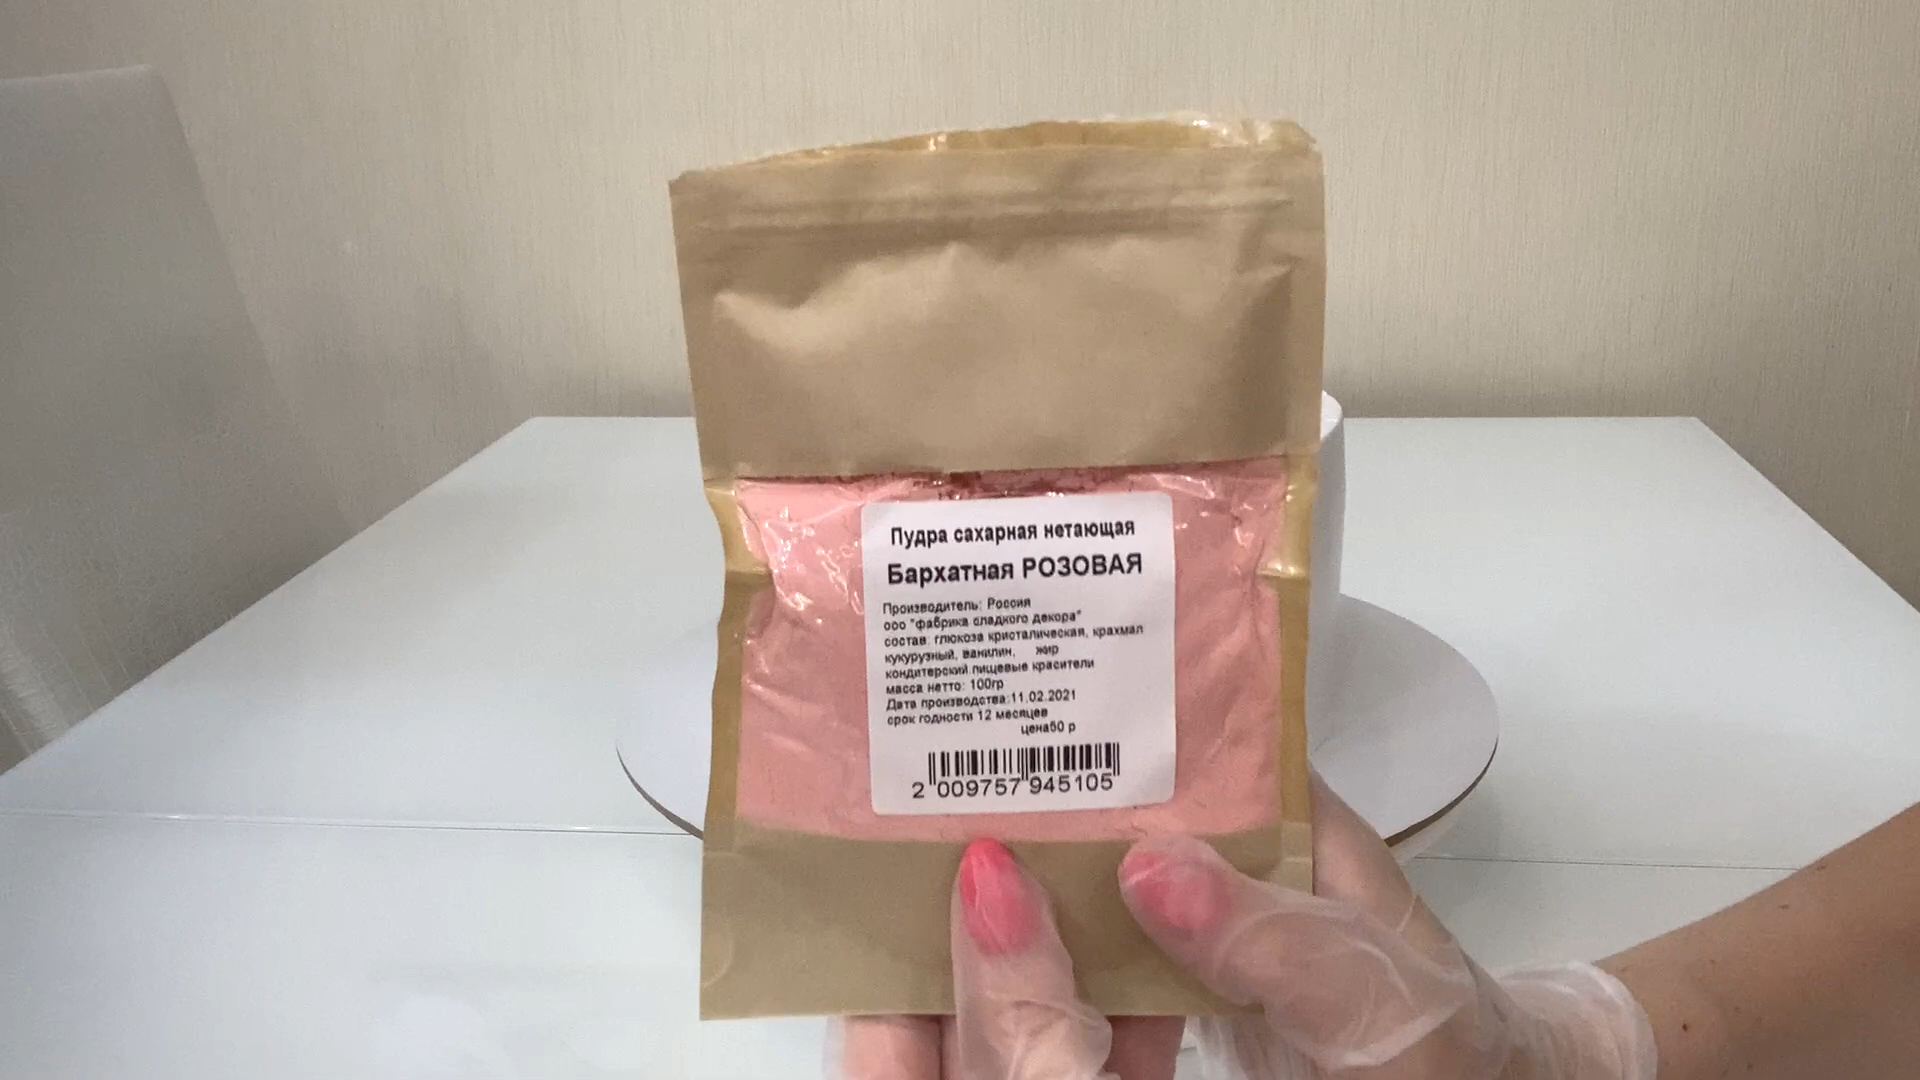 Пудра сахарная нетающая
Бархатная РОЗОВАЯ
Производитель: Россия
ооо "фабрика сладкого декора"
состав: глюкоза кристалическая, крахмал
кукурузный, ванилин, жир
кондитерский пищевые красители
масса нетто: 100гр
Дата производства:11.02.2021
срок годности 12 месяцев
цена60 р
2 009757 945105